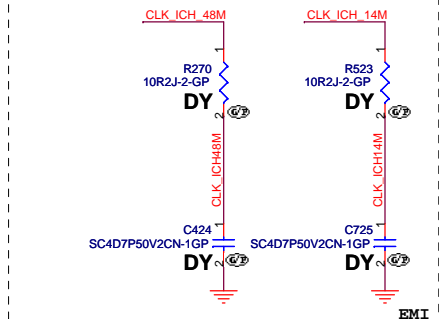 CLK_ICH_48M
CLK_ICH_14M
1
1
R270
10R2J-2-GP
DY
R523
10R2J-2-GP
DY
2
G/P
2
G/P
CLK_ICH48M
CLK_ICH14M
1
1
C424
SC4D7P50V2CN-1GP
DY
C725
SC4D7P50V2CN-1GP
DY
2
G/P
2
G/P
EMI